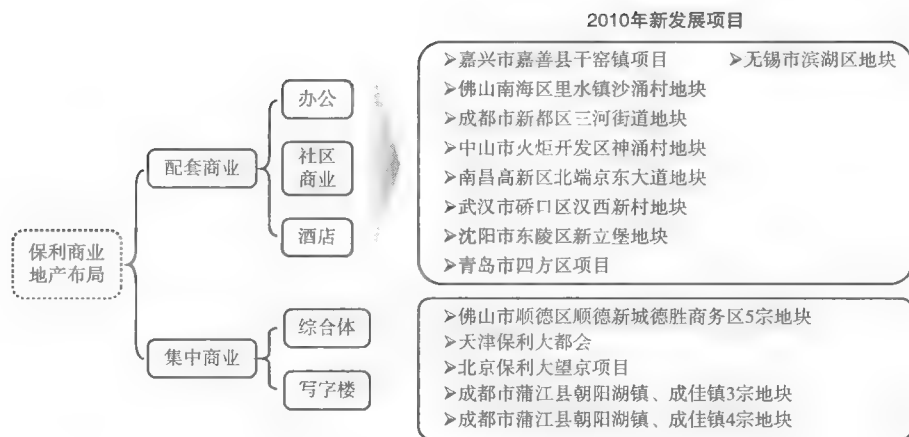 2010年新发展项目
保利商业
地产布局
配套商业
办公
社区
商业
酒店
➢嘉兴市嘉善县干窑镇项目 ➢无锡市滨湖区地块
➢佛山南海区里水镇沙涌村地块
➢成都市新都区三河街道地块
➢中山市火炬开发区神涌村地块
➢南昌高新区北端京东大道地块
➢武汉市硚口区汉西新村地块
➢沈阳市东陵区新立堡地块
➢青岛市四方区项目
集中商业
综合体
写字楼
➢佛山市顺德区顺德新城德胜商务区5宗地块
➢天津保利大都会
➢北京保利大望京项目
➢成都市蒲江县朝阳湖镇、成佳镇3宗地块
➢成都市蒲江县朝阳湖镇、成佳镇4宗地块